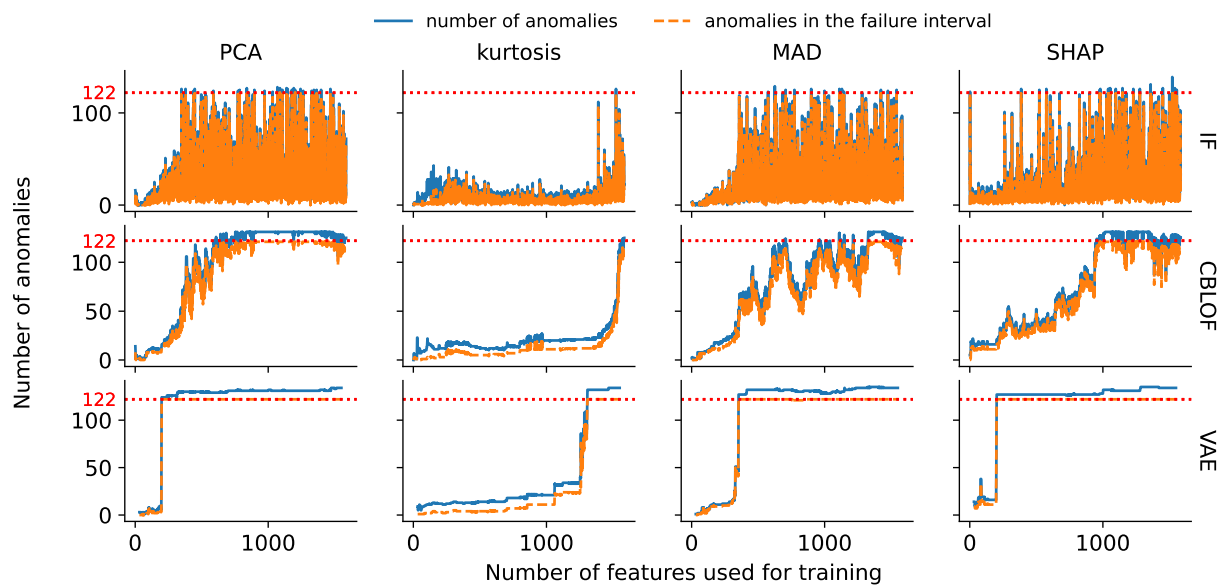 number of anomalies anomalies in the failure interval
PCA kurtosis MAD SHAP
122
100
0
IF
122
100
50
0
CBLOF
122
100
50
0
VAE
Number of anomalies
0 1000 0 1000 0 1000 0 1000
Number of features used for training